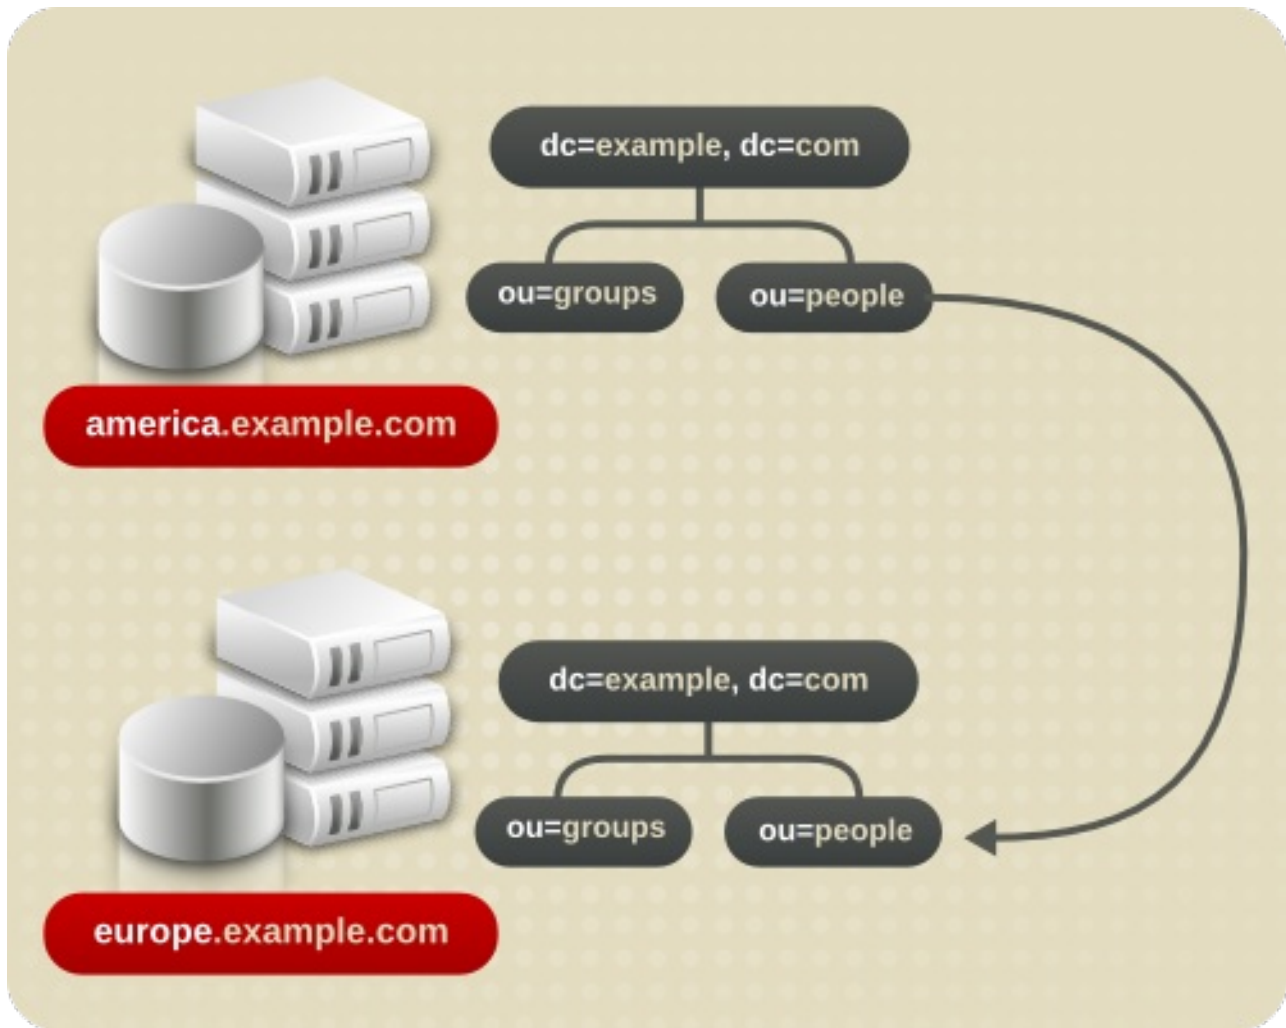 dc=example, dc=com
ou=groups
ou=people
america.example.com
dc=example, dc=com
ou=groups
ou=people
europe.example.com